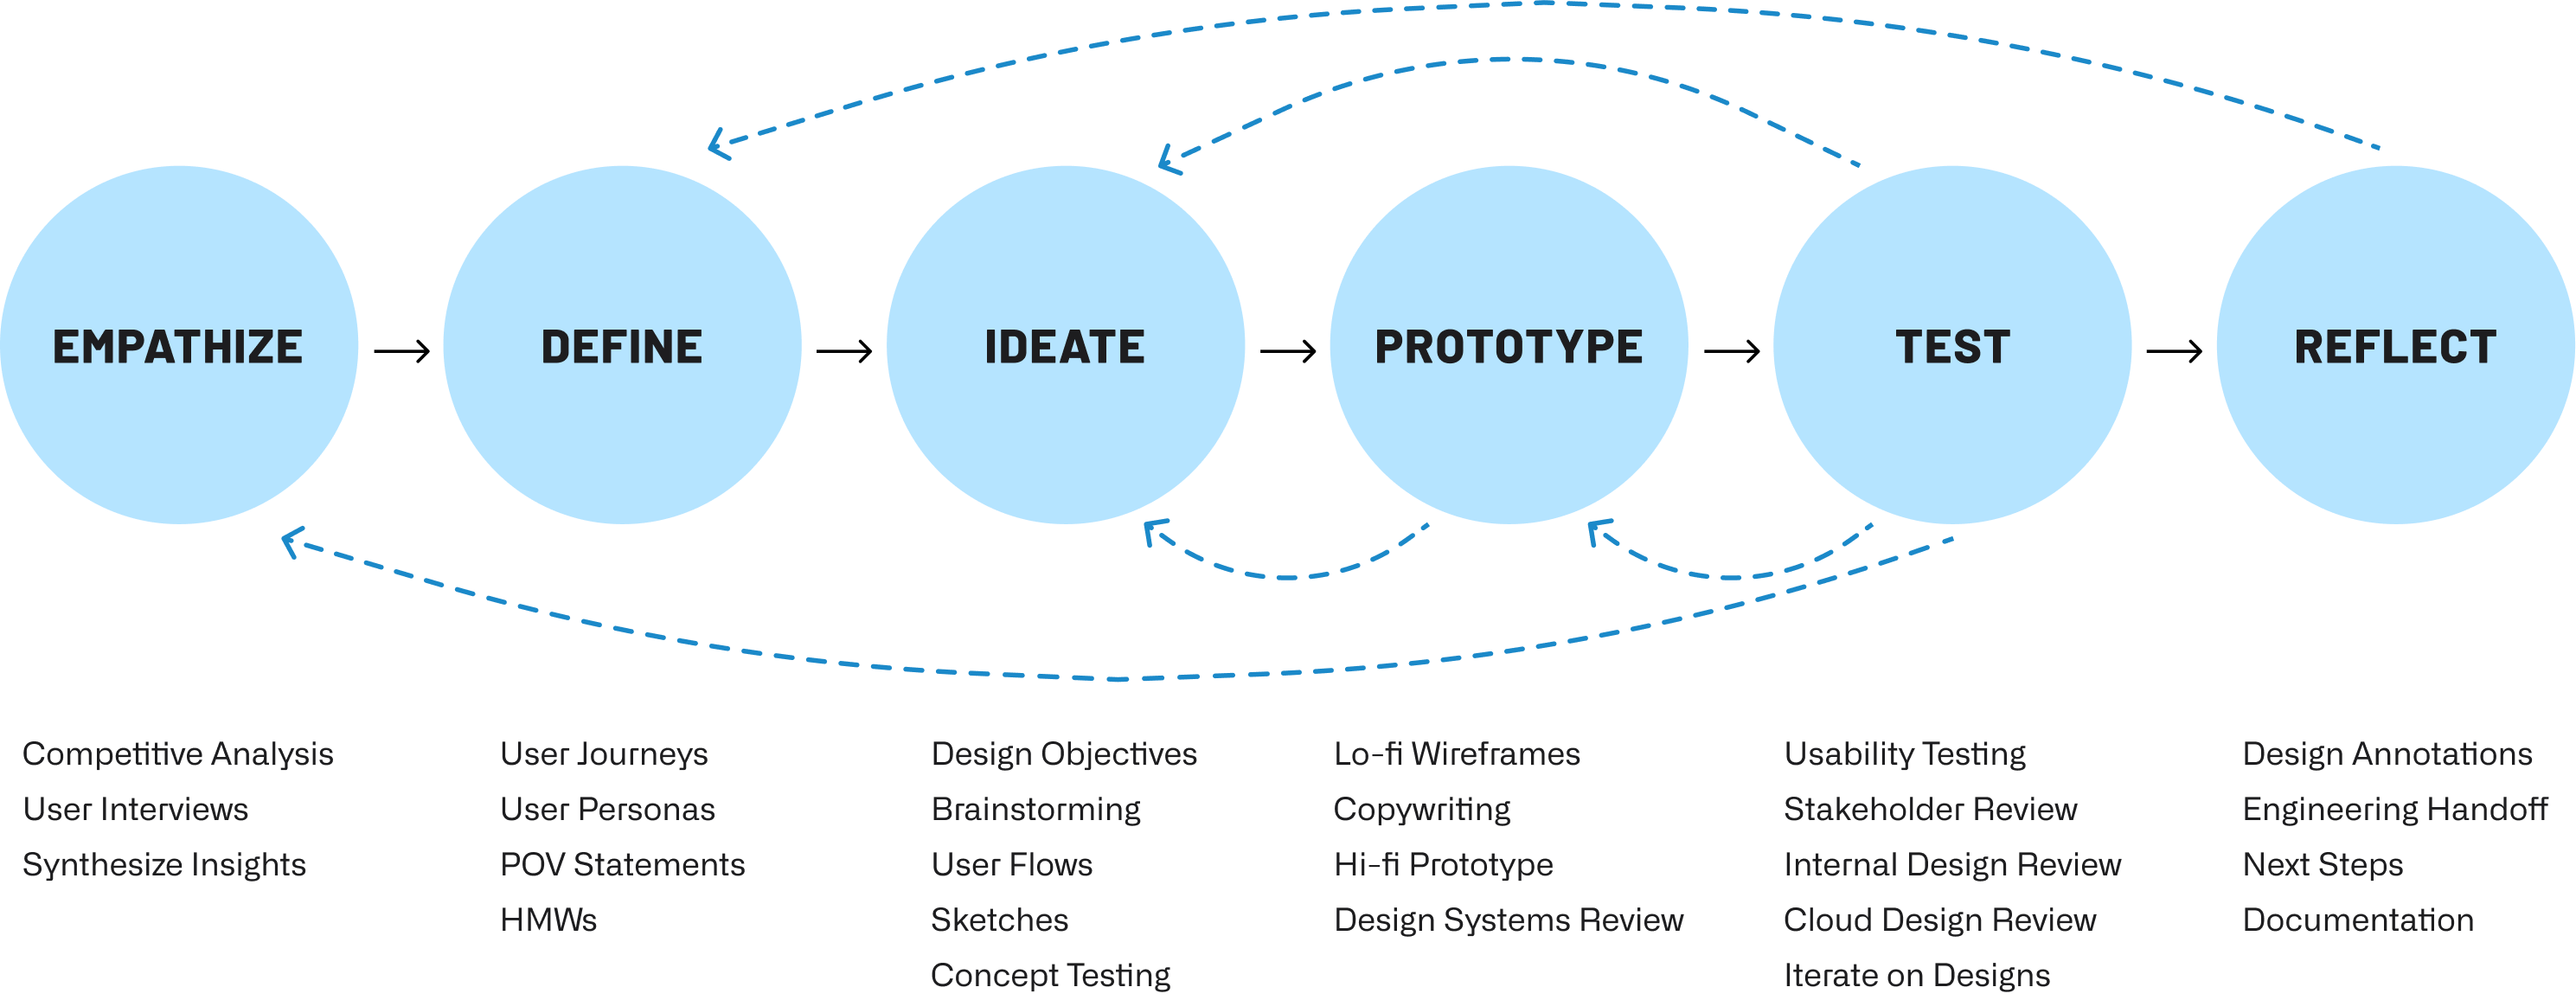 EMPATHIZE
DEFINE
IDEATE
PROTOTYPE
TEST
REFLECT
Competitive Analysis
User Interviews
Synthesize Insights
User Journeys
User Personas
POV Statements
HMWs
Design Objectives
Brainstorming
User Flows
Sketches
Concept Testing
Lo-fi Wireframes
Copywriting
Hi-fi Prototype
Design Systems Review
Usability Testing
Stakeholder Review
Internal Design Review
Cloud Design Review
Iterate on Designs
Design Annotations
Engineering Handoff
Next Steps
Documentation